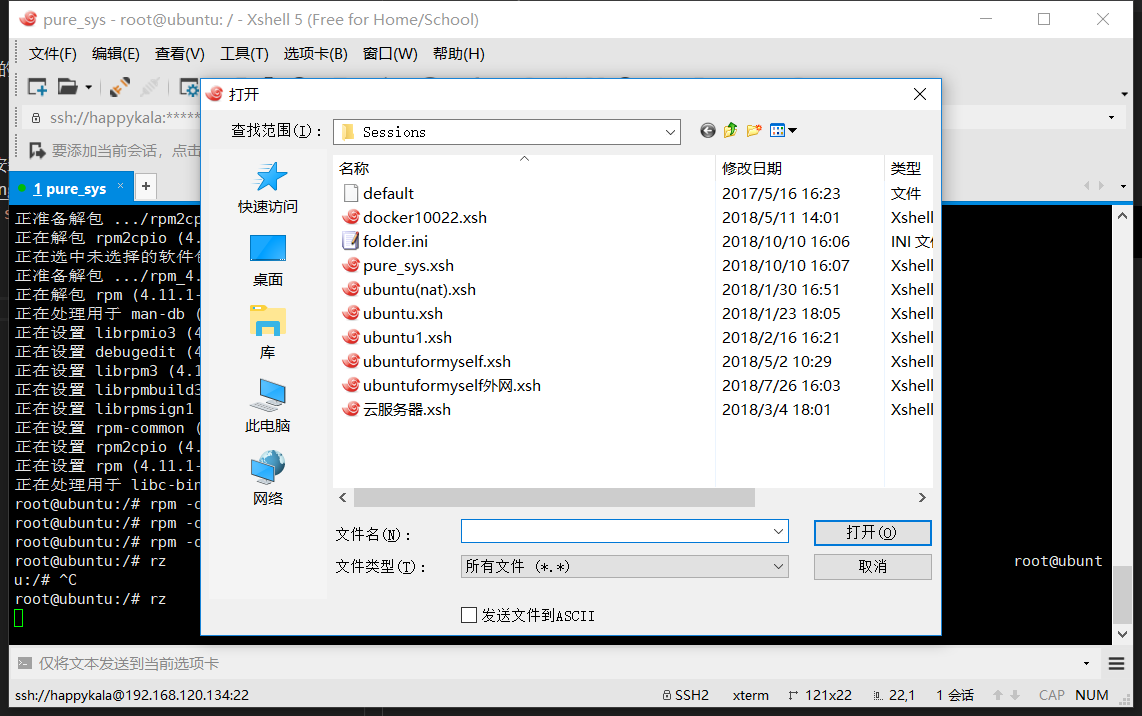 pure_sys - root@ubuntu: / - Xshell 5 (Free for Home/School)
文件(F) 编辑(E) 查看(V) 工具(T) 选项卡(B) 窗口(W) 帮助(H)
ssh://happykala:*****
要添加当前会话，点击
1 pure_sys × +
打开
查找范围(I)： Sessions
快速访问
桌面
库
此电脑
网络
名称 修改日期 类型
default 2017/5/16 16:23 文件
docker10022.xsh 2018/5/11 14:01 Xshell
folder.ini 2018/10/10 16:06 INI 文件
pure_sys.xsh 2018/10/10 16:07 Xshell
ubuntu(nat).xsh 2018/1/30 16:51 Xshell
ubuntu.xsh 2018/1/23 18:05 Xshell
ubuntu1.xsh 2018/2/16 16:21 Xshell
ubuntuformyself.xsh 2018/5/2 10:29 Xshell
ubuntuformyself外网.xsh 2018/7/26 16:03 Xshell
云服务器.xsh 2018/3/4 18:01 Xshell
文件名(N)： 打开(O)
文件类型(T)： 所有文件 (*.*) 取消
发送文件到ASCII
正准备解包 .../rpm2cp
正在解包 rpm2cpio (4.
正在选中未选择的软件包
正准备解包 .../rpm_4.
正在解包 rpm (4.11.1-
正在处理用于 man-db (
正在设置 librpmio3 (4
正在设置 debugedit (4
正在设置 librpm3 (4.1
正在设置 librpmbuild3
正在设置 librpmsign1
正在设置 rpm-common (
正在设置 rpm2cpio (4.
正在设置 rpm (4.11.1-
正在处理用于 libc-bin
root@ubuntu:/# rpm -q
root@ubuntu:/# rpm -q
root@ubuntu:/# rpm -q
root@ubuntu:/# rz root@ubunt
u:/# ^C
root@ubuntu:/# rz
仅将文本发送到当前选项卡
ssh://happykala@192.168.120.134:22 SSH2 xterm 121x22 22,1 1 会话 CAP NUM